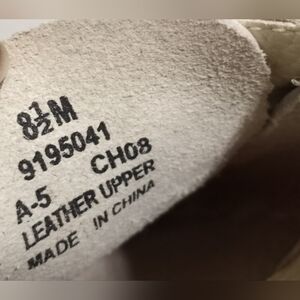 8½M
9195041
A-5 CH08
LEATHER UPPER
MADE IN CHINA